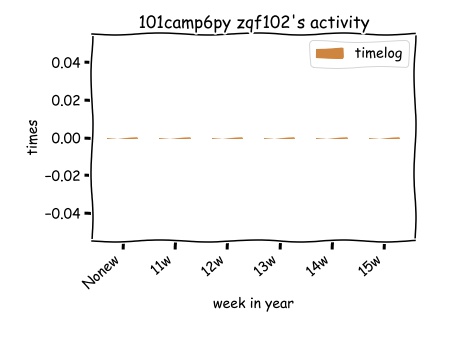 101camp6py zqf102's activity
timelog
0.04
0.02
0.00
−0.02
−0.04
times
Nonew 11w 12w 13w 14w 15w
week in year